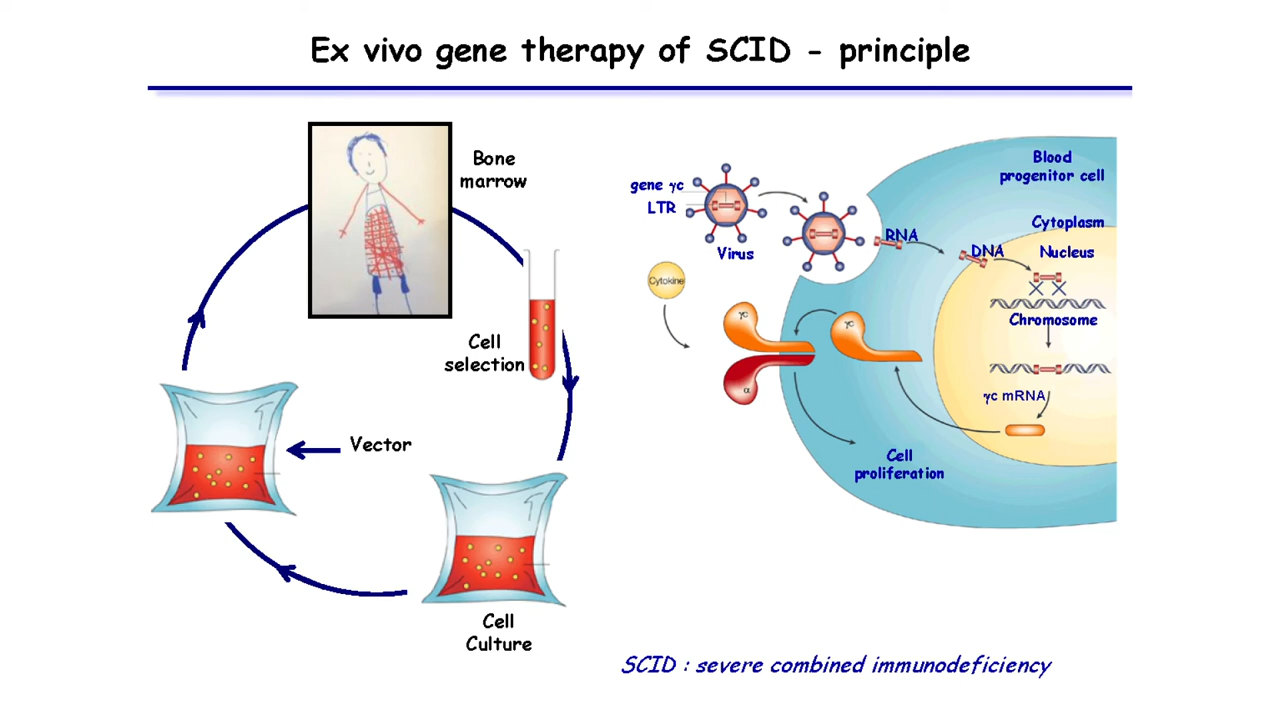 Ex vivo gene therapy of SCID - principle
Bone
marrow
Cell
selection
Vector
Cell
Culture
gene γc
LTR
Virus
Cytokine
Blood
progenitor cell
Cytoplasm
RNA
DNA
Nucleus
Chromosome
γc
γc
α
γc mRNA
Cell
proliferation
SCID : severe combined immunodeficiency